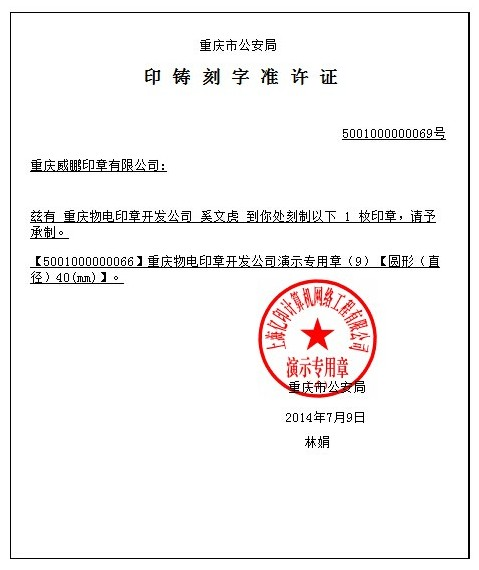 重庆市公安局
印铸刻字准许证
5001000000069号
重庆威鹏印章有限公司:
兹有 重庆物电印章开发公司 奚文虎 到你处刻制以下 1 枚印章,请予
承制。
【5001000000066】重庆物电印章开发公司演示专用章（9）【圆形（直
径）40(mm)】。
上海亿印计算机网络工程有限公司
演示专用章
重庆市公安局
2014年7月9日
林娟